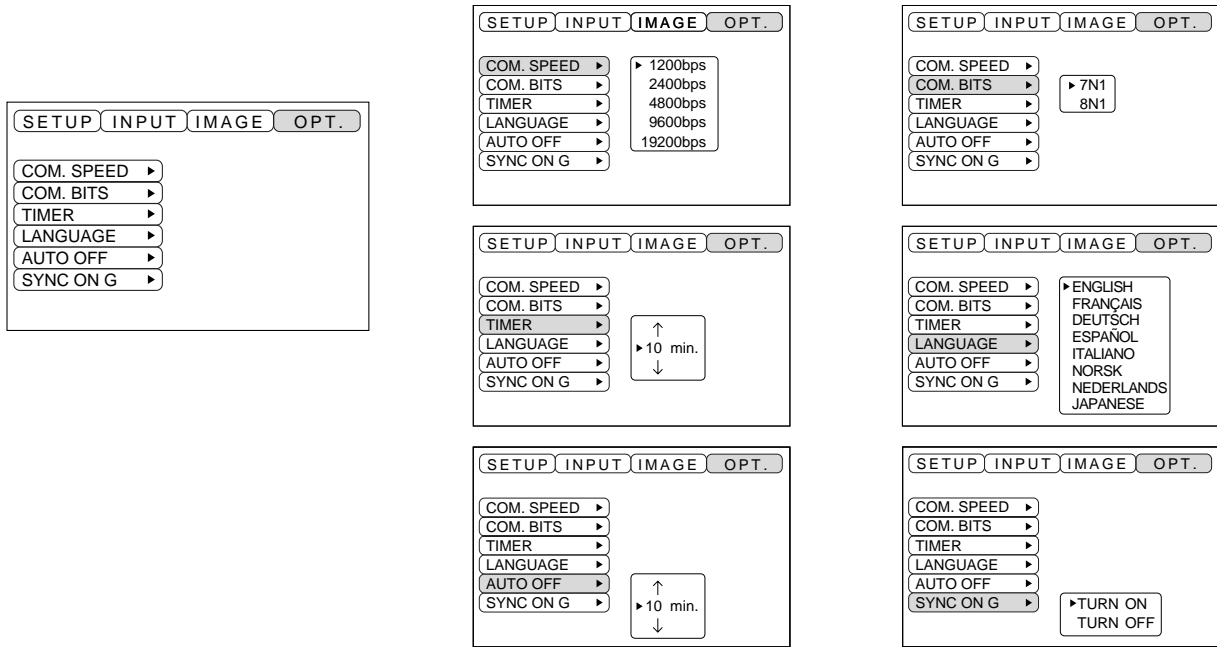 SETUP INPUT IMAGE OPT.
COM. SPEED
COM. BITS
TIMER
LANGUAGE
AUTO OFF
SYNC ON G
SETUP INPUT IMAGE OPT.
COM. SPEED
COM. BITS
TIMER
LANGUAGE
AUTO OFF
SYNC ON G
1200bps
2400bps
4800bps
9600bps
19200bps
SETUP INPUT IMAGE OPT.
COM. SPEED
COM. BITS
TIMER
LANGUAGE
AUTO OFF
SYNC ON G
7N1
8N1
SETUP INPUT IMAGE OPT.
COM. SPEED
COM. BITS
TIMER
LANGUAGE
AUTO OFF
SYNC ON G
↑
10 min.
↓
SETUP INPUT IMAGE OPT.
COM. SPEED
COM. BITS
TIMER
LANGUAGE
AUTO OFF
SYNC ON G
ENGLISH
FRANÇAIS
DEUTSCH
ESPAÑOL
ITALIANO
NORSK
NEDERLANDS
JAPANESE
SETUP INPUT IMAGE OPT.
COM. SPEED
COM. BITS
TIMER
LANGUAGE
AUTO OFF
SYNC ON G
↑
10 min.
↓
SETUP INPUT IMAGE OPT.
COM. SPEED
COM. BITS
TIMER
LANGUAGE
AUTO OFF
SYNC ON G
TURN ON
TURN OFF